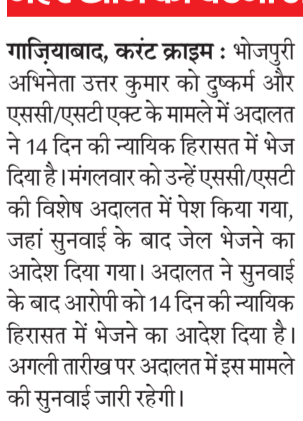 गाज़ियाबाद, करंट क्राइम : भोजपुरी
अभिनेता उत्तर कुमार को दुष्कर्म और
एससी/एसटी एक्ट के मामले में अदालत
ने 14 दिन की न्यायिक हिरासत में भेज
दिया है। मंगलवार को उन्हें एससी/एसटी
की विशेष अदालत में पेश किया गया,
जहां सुनवाई के बाद जेल भेजने का
आदेश दिया गया। अदालत ने सुनवाई
के बाद आरोपी को 14 दिन की न्यायिक
हिरासत में भेजने का आदेश दिया है।
अगली तारीख पर अदालत में इस मामले
की सुनवाई जारी रहेगी।